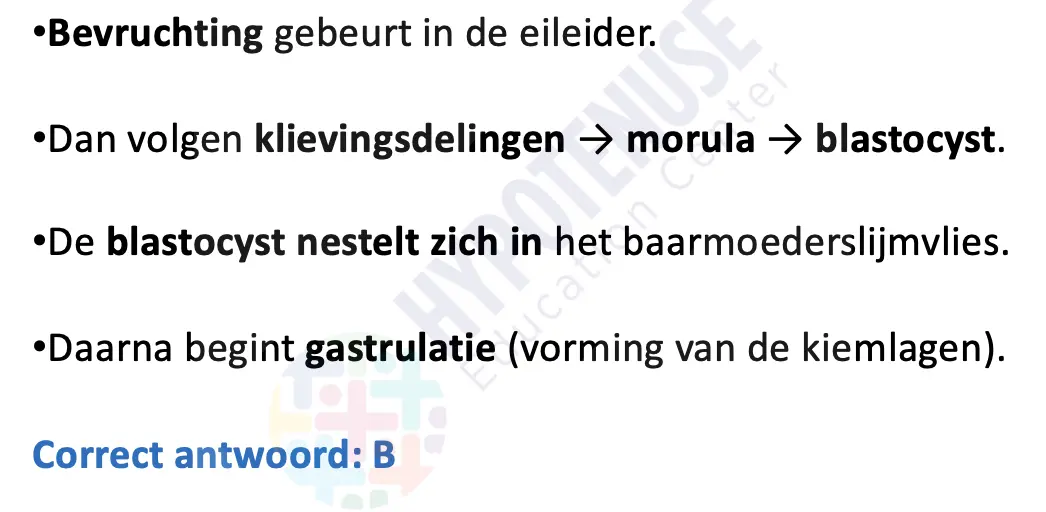 •Bevruchting gebeurt in de eileider.
•Dan volgen klievingsdelingen → morula → blastocyst.
•De blastocyst nestelt zich in het baarmoederslijmvlies.
•Daarna begint gastrulatie (vorming van de kiemlagen).
Correct antwoord: B
HYPOTENUSE
Education Center